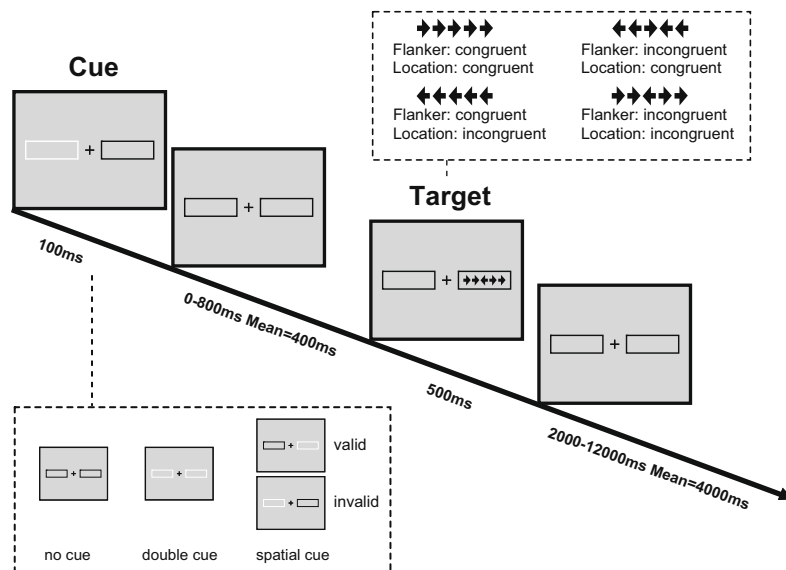 Flanker: congruent
Location: congruent
Flanker: incongruent
Location: congruent
Flanker: congruent
Location: incongruent
Flanker: incongruent
Location: incongruent
Cue
Target
100ms
0-800ms Mean=400ms
500ms
2000-12000ms Mean=4000ms
valid
invalid
no cue
double cue
spatial cue